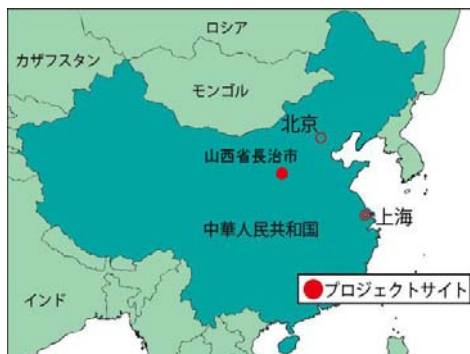 ロシア
カザフスタン
モンゴル
北京
山西省長治市
上海
中華人民共和国
プロジェクトサイト
インド